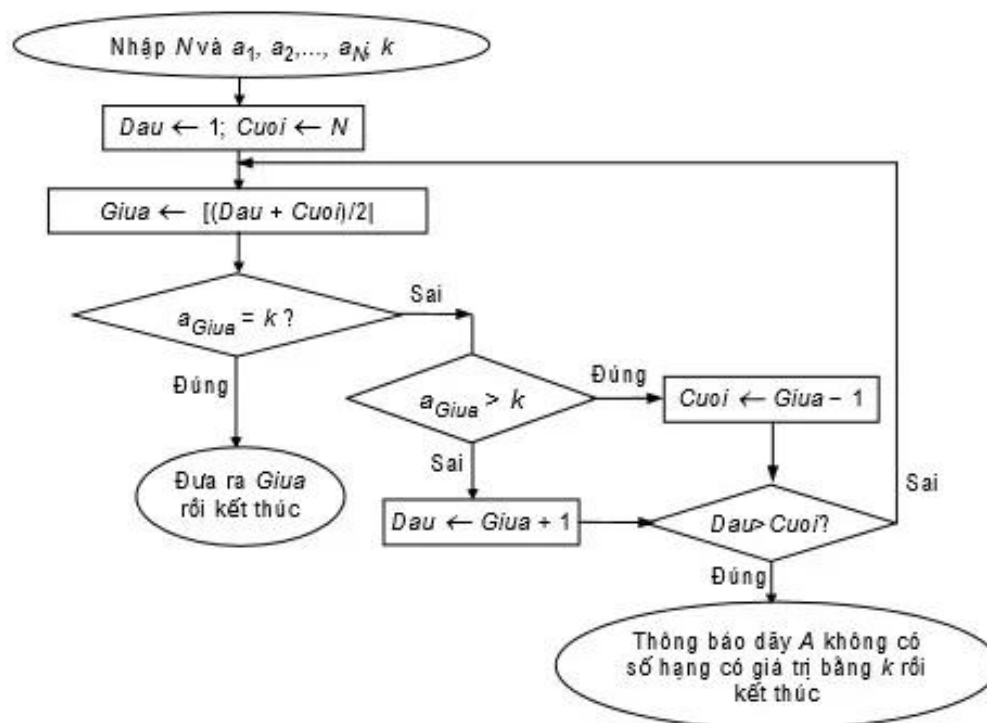 Nhập N và a1, a2,..., aN; k
Dau ← 1; Cuoi ← N
Giua ← [(Dau + Cuoi)/2]
aGiua = k ?
Sai
Đúng
Đưa ra Giua
rồi kết thúc
aGiua > k
Đúng
Cuoi ← Giua – 1
Sai
Dau ← Giua + 1
Dau>Cuoi?
Sai
Đúng
Thông báo dãy A không có
số hạng có giá trị bằng k rồi
kết thúc